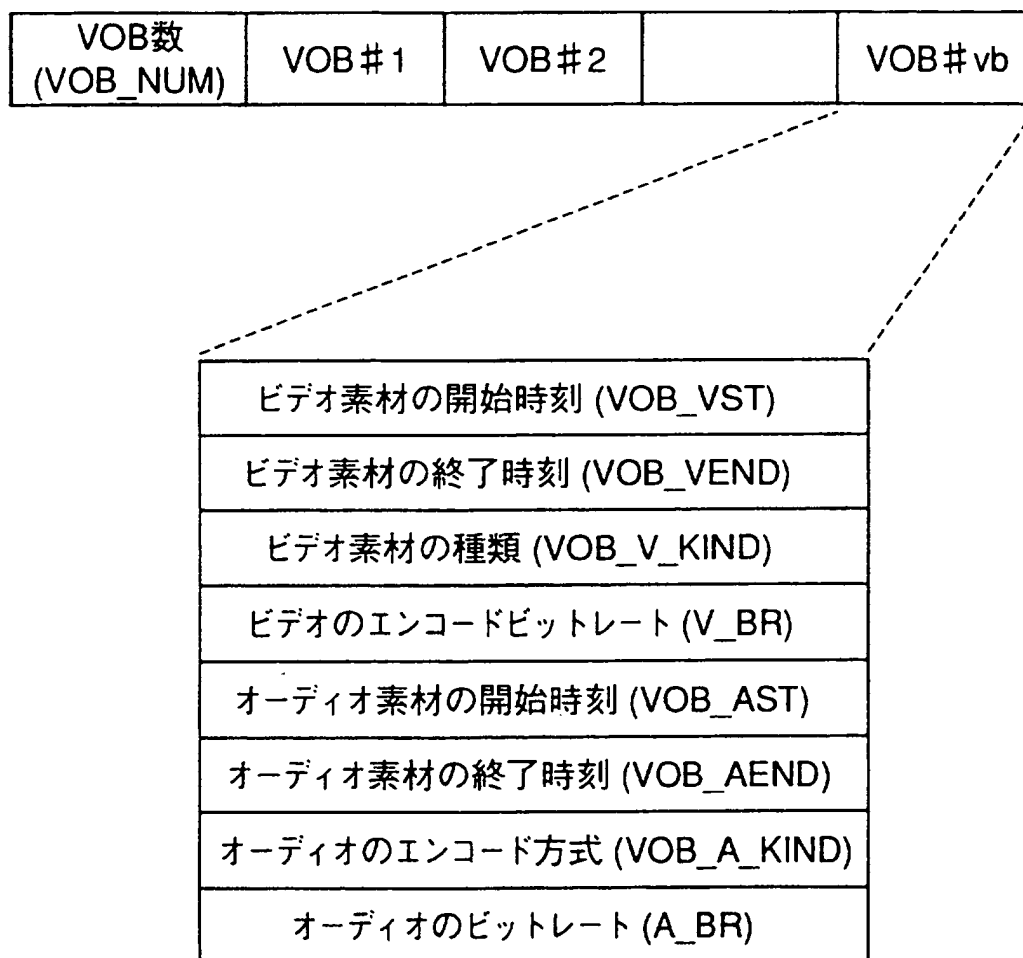 VOB数
(VOB_NUM)
VOB♯1
VOB♯2
VOB♯vb
ビデオ素材の開始時刻 (VOB_VST)
ビデオ素材の終了時刻 (VOB_VEND)
ビデオ素材の種類 (VOB_V_KIND)
ビデオのエンコードビットレート (V_BR)
オーディオ素材の開始時刻 (VOB_AST)
オーディオ素材の終了時刻 (VOB_AEND)
オーディオのエンコード方式 (VOB_A_KIND)
オーディオのビットレート (A_BR)